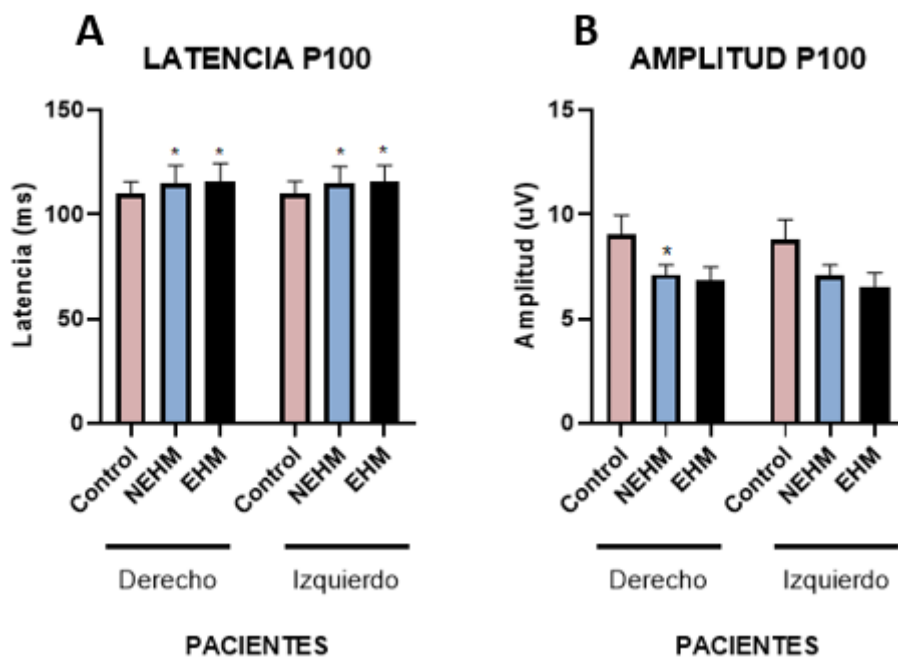 A
LATENCIA P100
150
100
50
0
Latencia (ms)
* * * *
Control NEHM EHM Control NEHM EHM
Derecho Izquierdo
PACIENTES
B
AMPLITUD P100
15
10
5
0
Amplitud (uV)
*
Control NEHM EHM Control NEHM EHM
Derecho Izquierdo
PACIENTES